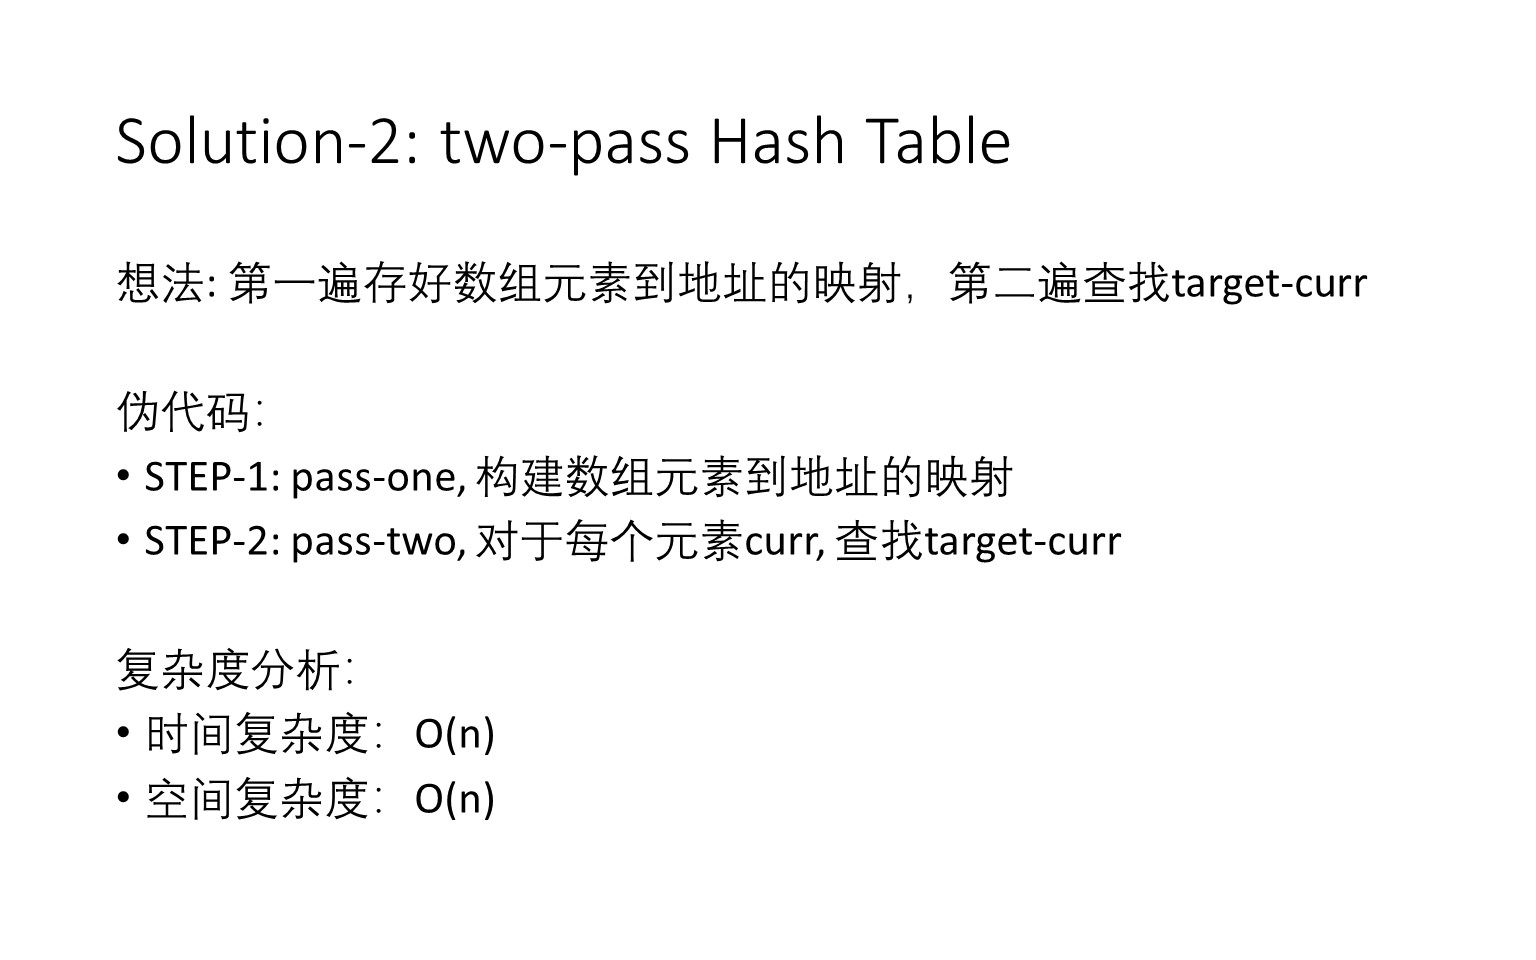 Solution-2: two-pass Hash Table
想法: 第一遍存好数组元素到地址的映射，第二遍查找target-curr
伪代码：
• STEP-1: pass-one, 构建数组元素到地址的映射
• STEP-2: pass-two, 对于每个元素curr, 查找target-curr
复杂度分析：
• 时间复杂度：O(n)
• 空间复杂度：O(n)